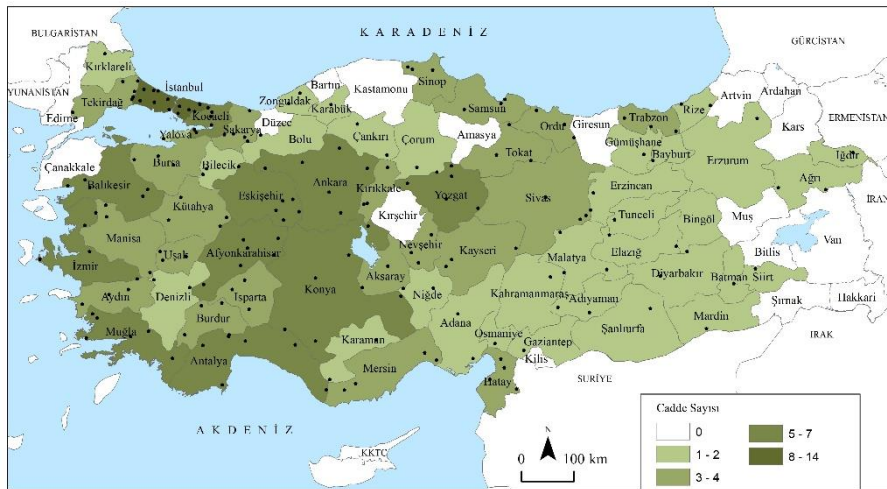 KARADENİZ
BULGARİSTAN
GÜRCİSTAN
Kırklareli
Bartın
Kastamonu
Sinop
Artvin
Ardahan
YUNANİSTAN
İstanbul
Zonguldak
Karabük
Samsun
Rize
Tekirdağ
Kocaeli
Trabzon
Kars
ERMENİSTAN
Edirne
Sakarya
Düzce
Ordu
Giresun
Yalova
Bolu
Çankırı
Çorum
Amasya
Gümüşhane
Bayburt
Iğdır
Çanakkale
Bursa
Bilecik
Tokat
Erzurum
Ağrı
Balıkesir
Eskişehir
Ankara
Kırıkkale
Yozgat
Sivas
Erzincan
İRAN
Kütahya
Kırşehir
Tunceli
Bingöl
Muş
Van
Manisa
Uşak
Afyonkarahisar
Nevşehir
Kayseri
Malatya
Elazığ
Bitlis
İzmir
Aksaray
Diyarbakır
Batman
Siirt
Aydın
Denizli
Isparta
Konya
Niğde
Kahramanmaraş
Adıyaman
Şırnak
Hakkari
Burdur
Mardin
Muğla
Adana
Osmaniye
Şanlıurfa
Antalya
Karaman
Gaziantep
IRAK
Mersin
Kilis
Hatay
SURİYE
AKDENİZ
KKTC
N
0 100 km
Cadde Sayısı
0
5 - 7
1 - 2
8 - 14
3 - 4